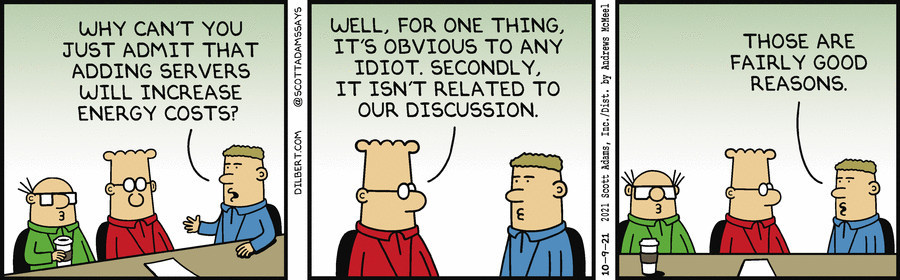 WHY CAN'T YOU
JUST ADMIT THAT
ADDING SERVERS
WILL INCREASE
ENERGY COSTS?
DILBERT.COM @SCOTTADAMSSAYS
WELL, FOR ONE THING,
IT'S OBVIOUS TO ANY
IDIOT. SECONDLY,
IT ISN'T RELATED TO
OUR DISCUSSION.
10-9-21 2021 Scott Adams, Inc./Dist. by Andrews McMeel
THOSE ARE
FAIRLY GOOD
REASONS.